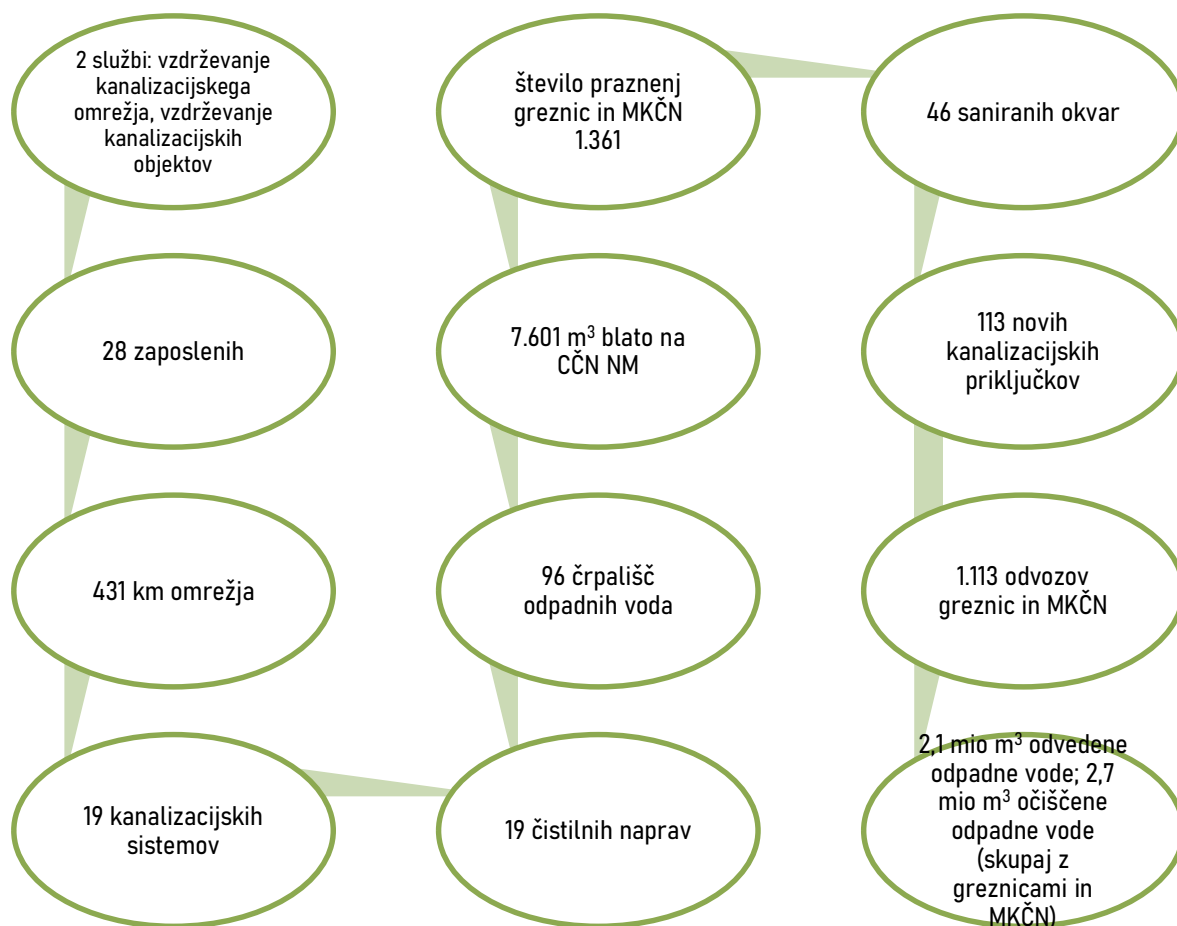 2 službi: vzdrževanje
kanalizacijskega
omrežja, vzdrževanje
kanalizacijskih
objektov
28 zaposlenih
431 km omrežja
19 kanalizacijskih
sistemov
19 čistilnih naprav
96 črpališč
odpadnih voda
7.601 m³ blato na
CČN NM
število praznenj
greznic in MKČN
1.361
46 saniranih okvar
113 novih
kanalizacijskih
priključkov
1.113 odvozov
greznic in MKČN
2,1 mio m³ odvedene
odpadne vode; 2,7
mio m³ očiščene
odpadne vode
(skupaj z
greznicami in
MKČN)